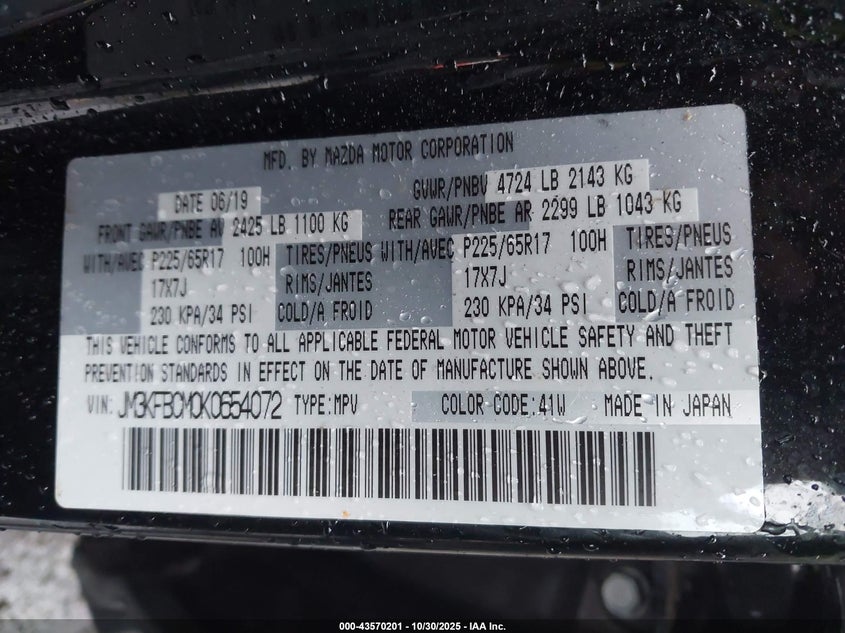 MFD. BY MAZDA MOTOR CORPORATION
DATE 06/19 GVWR/PNBV 4724 LB 2143 KG
FRONT GAWR/PNBE AV 2425 LB 1100 KG REAR GAWR/PNBE AR 2299 LB 1043 KG
WITH/AVEC P225/65R17 100H TIRES/PNEUS WITH/AVEC P225/65R17 100H TIRES/PNEUS
17X7J RIMS/JANTES 17X7J RIMS/JANTES
230 KPA/34 PSI COLD/A FROID 230 KPA/34 PSI COLD/A FROID
THIS VEHICLE CONFORMS TO ALL APPLICABLE FEDERAL MOTOR VEHICLE SAFETY AND THEFT
PREVENTION STANDARDS IN EFFECT ON THE DATE OF MANUFACTURE SHOWN ABOVE.
VIN: JM3KFBCM0K0654072 TYPE:MPV COLOR CODE:41W MADE IN JAPAN
000-43570201 - 10/30/2025 - IAA Inc.